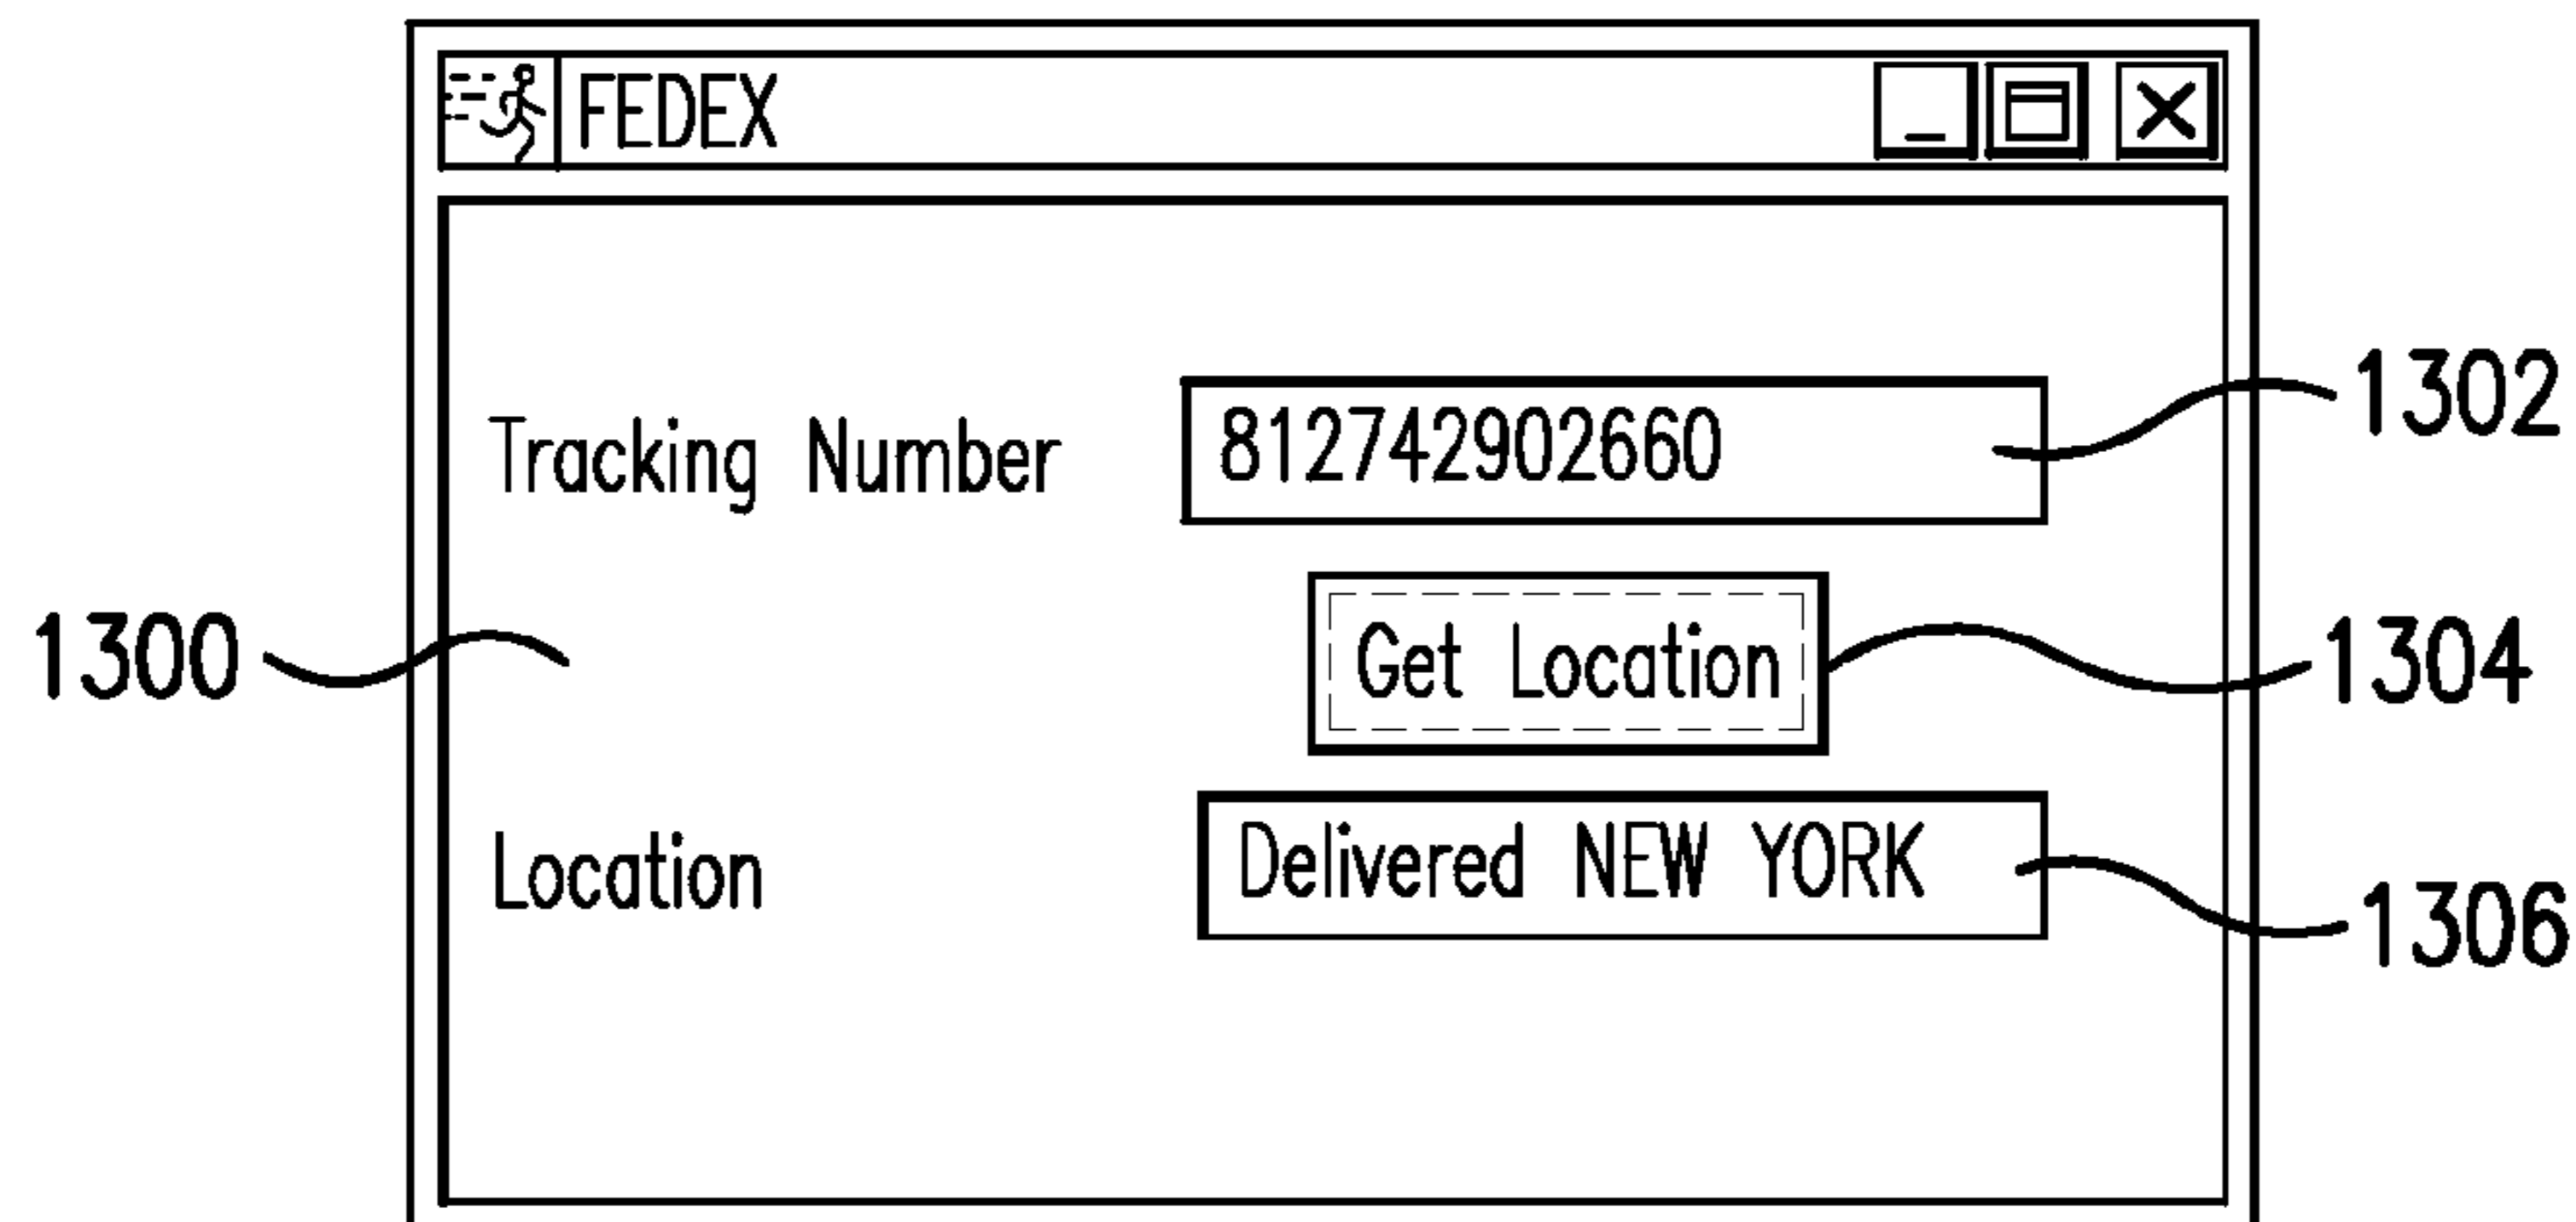 FEDEX
Tracking Number 812742902660 1302
1300 Get Location 1304
Location Delivered NEW YORK 1306